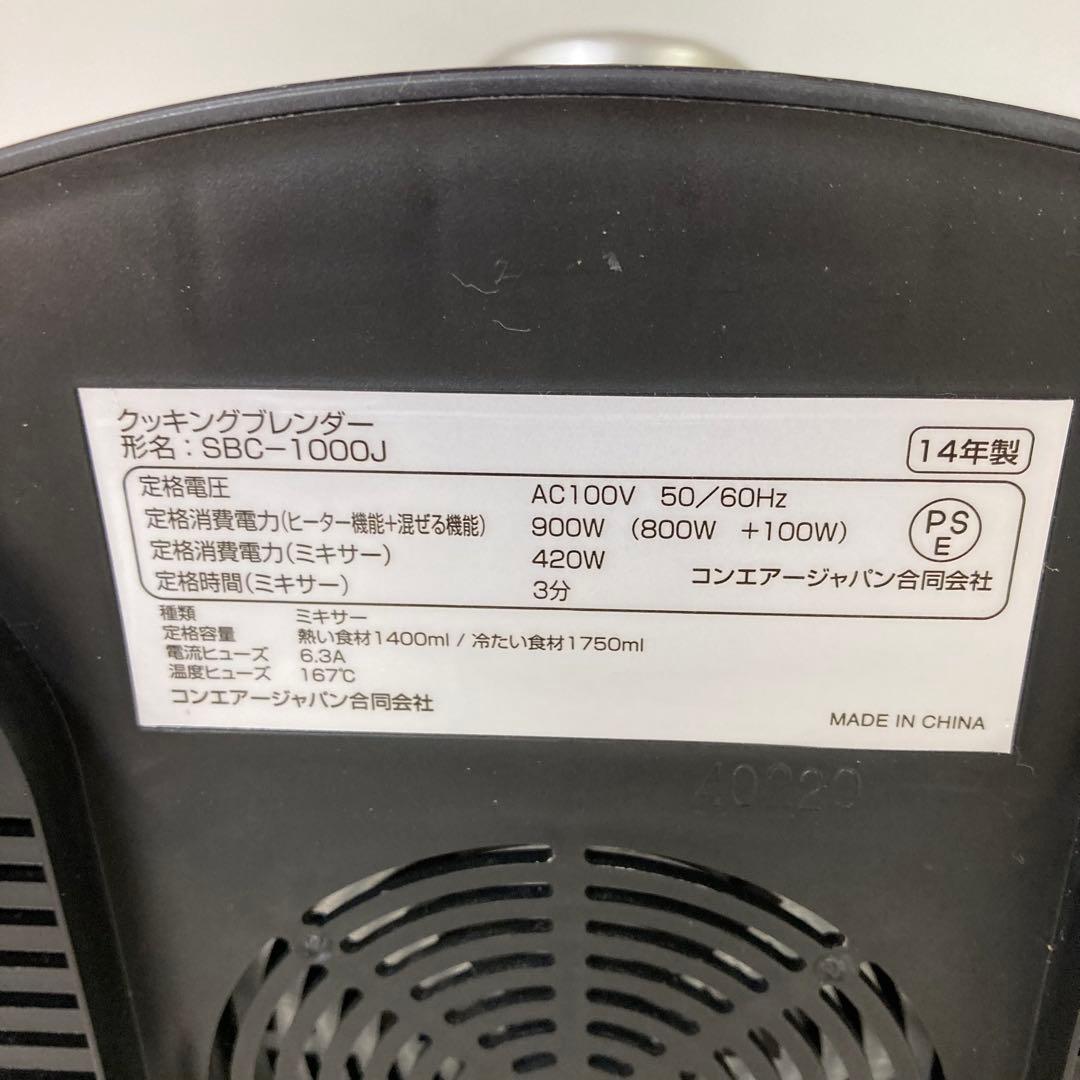 クッキングブレンダー
形名：SBC-1000J
14年製
定格電圧 AC100V 50/60Hz
定格消費電力(ヒーター機能+混ぜる機能) 900W (800W +100W)
定格消費電力(ミキサー) 420W
定格時間(ミキサー) 3分
PS
E
コンエアージャパン合同会社
種類 ミキサー
定格容量 熱い食材1400ml / 冷たい食材1750ml
電流ヒューズ 6.3A
温度ヒューズ 167℃
コンエアージャパン合同会社
MADE IN CHINA